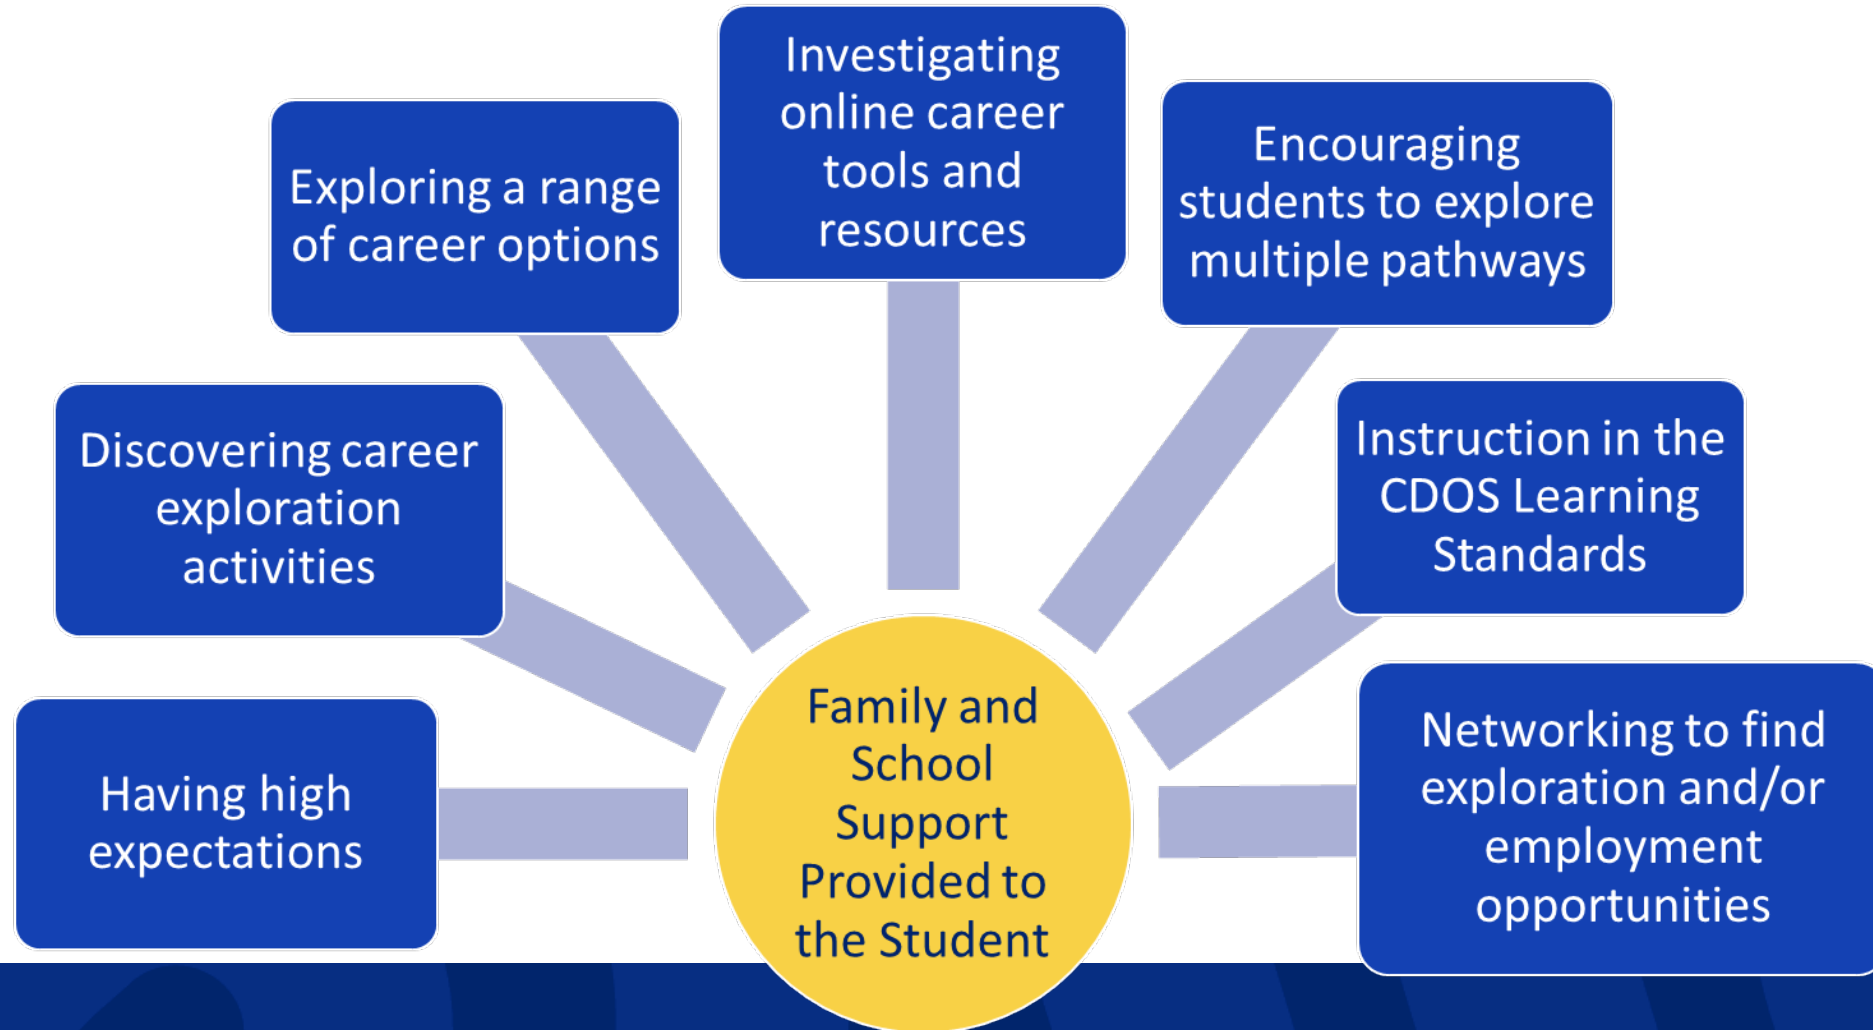 Investigating
online career
tools and
resources
Exploring a range
of career options
Encouraging
students to explore
multiple pathways
Discovering career
exploration
activities
Instruction in the
CDOS Learning
Standards
Having high
expectations
Family and
School
Support
Provided to
the Student
Networking to find
exploration and/or
employment
opportunities